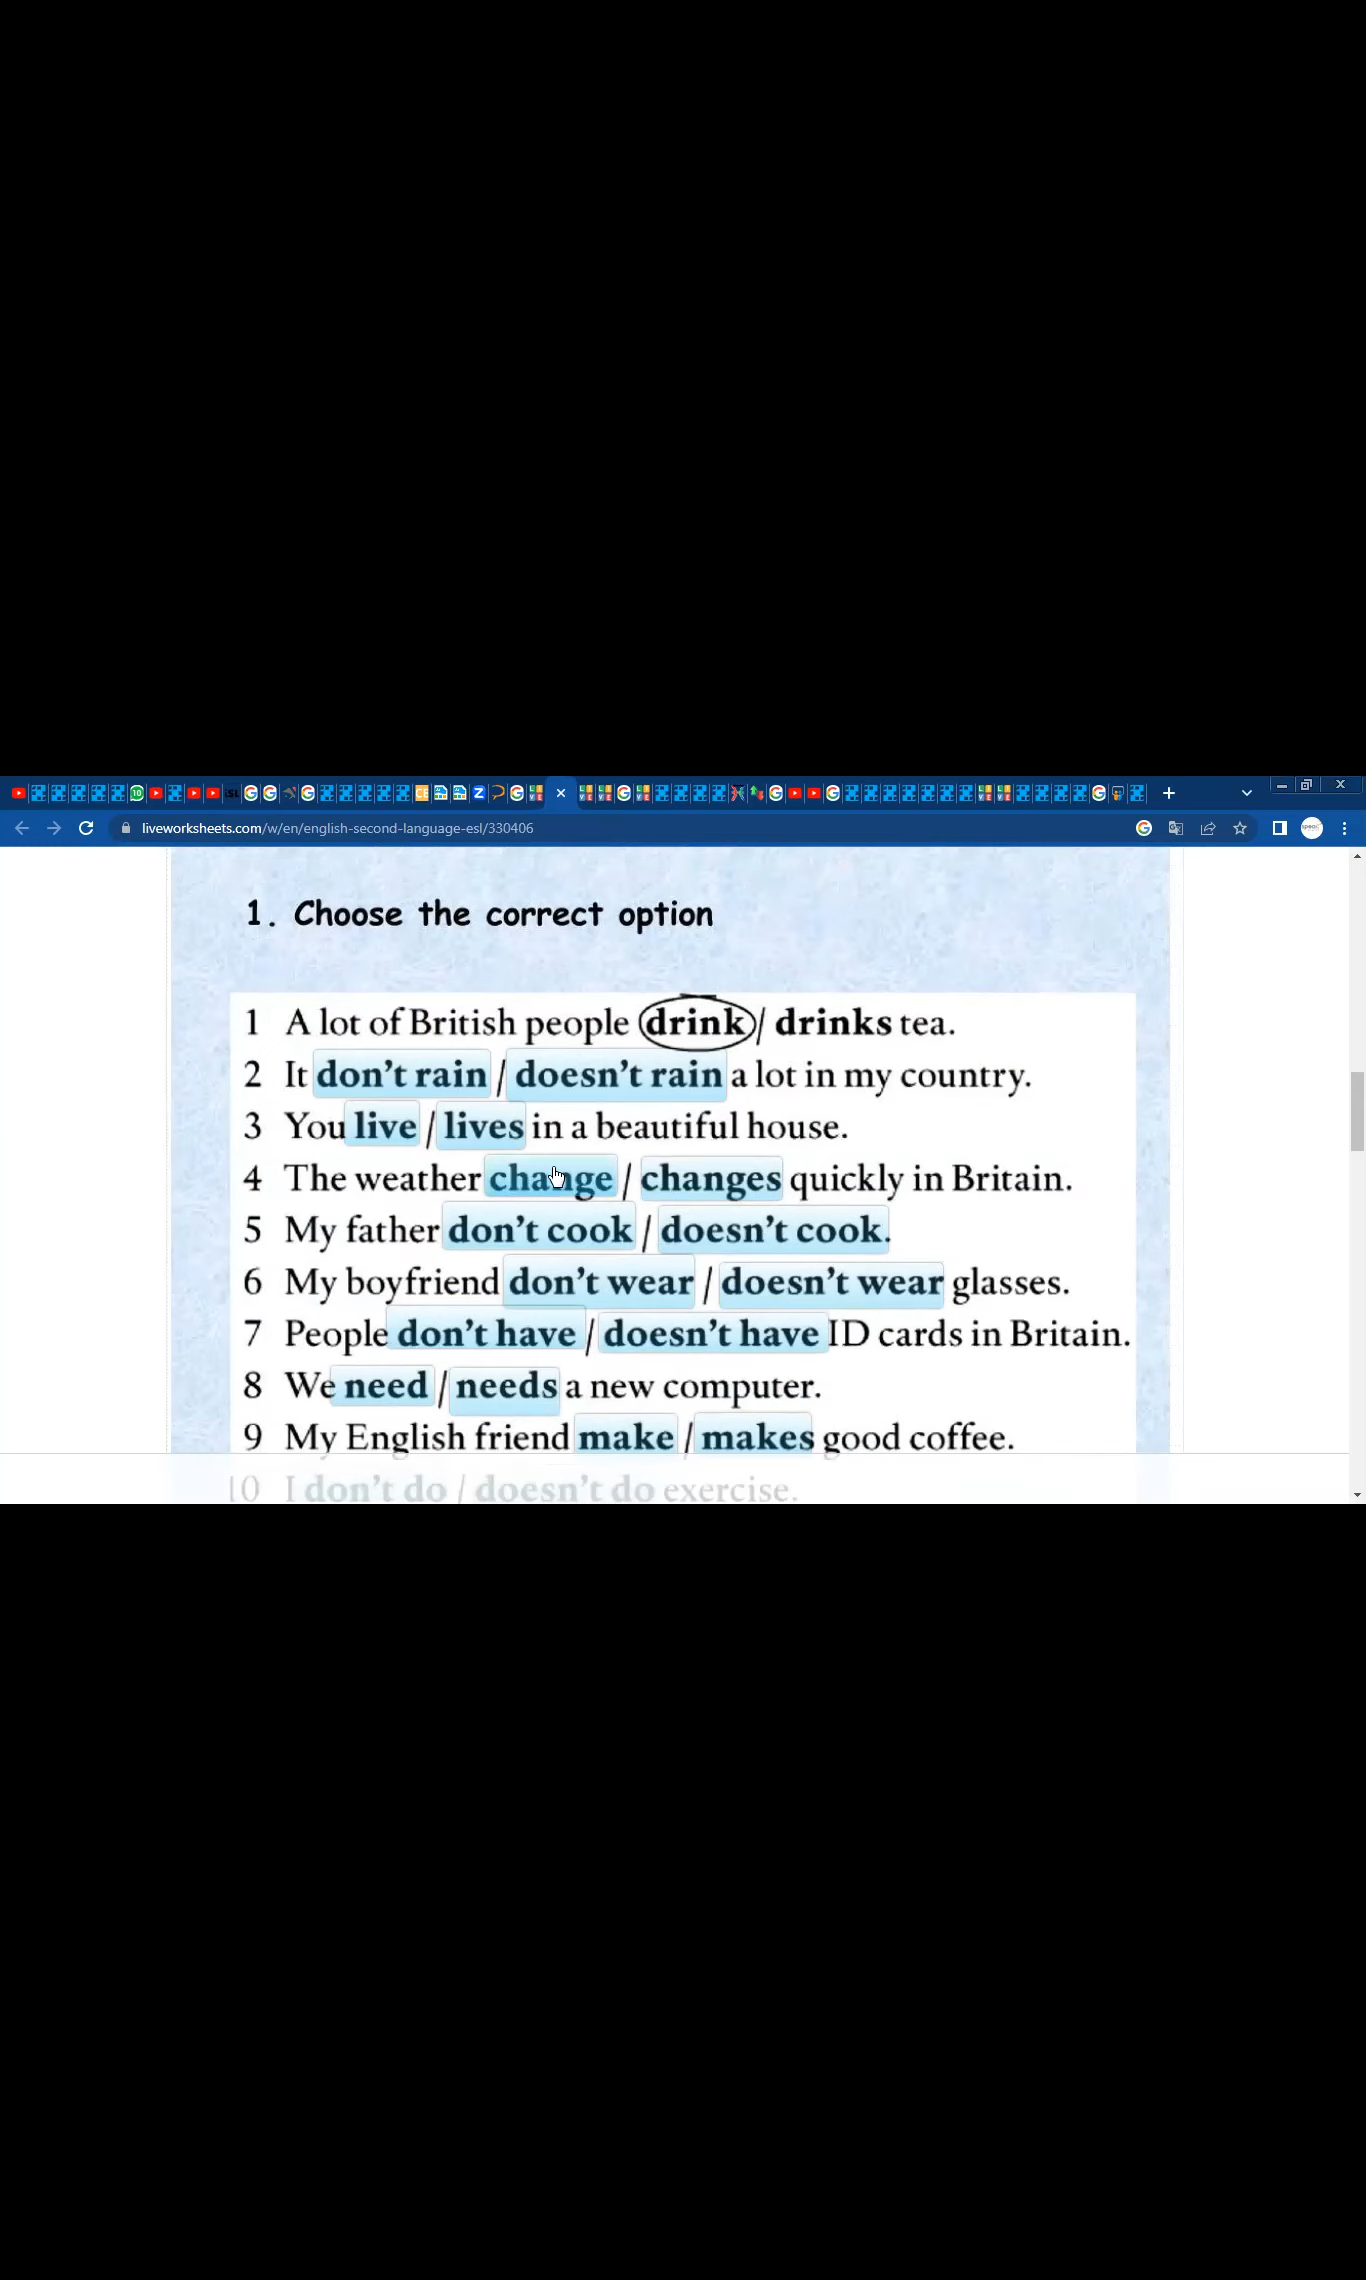 liveworksheets.com/w/en/english-second-language-esl/330406
1. Choose the correct option
1 A lot of British people drink / drinks tea.
2 It don't rain / doesn't rain a lot in my country.
3 You live / lives in a beautiful house.
4 The weather change / changes quickly in Britain.
5 My father don't cook / doesn't cook.
6 My boyfriend don't wear / doesn't wear glasses.
7 People don't have / doesn't have ID cards in Britain.
8 We need / needs a new computer.
9 My English friend make / makes good coffee.
10 I don't do / doesn't do exercise.